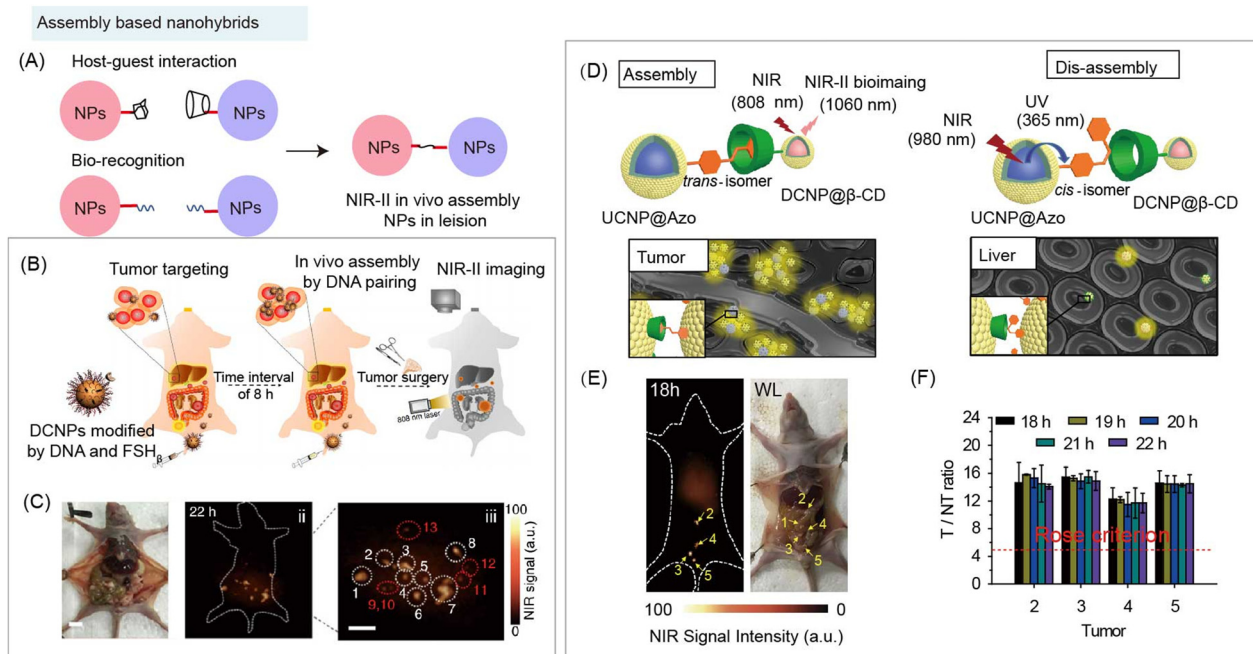 Assembly based nanohybrids
(A)
Host-guest interaction
NPs
NPs
Bio-recognition
NPs
NPs
NPs
NPs
NIR-II in vivo assembly
NPs in leision
(B)
Tumor targeting
In vivo assembly
by DNA pairing
NIR-II imaging
Time interval
of 8 h
Tumor surgery
808 nm laser
DCNPs modified
by DNA and FSHβ
(C)
22 h
ii
iii
1
2
3
4
5
6
7
8
9,10
11
12
13
100
0
NIR signal (a.u.)
(D)
Assembly
NIR
(808 nm)
NIR-II bioimaing
(1060 nm)
trans-isomer
DCNP@β-CD
UCNP@Azo
Dis-assembly
UV
(365 nm)
NIR
(980 nm)
cis-isomer
DCNP@β-CD
UCNP@Azo
Tumor
Liver
(E)
18h
2
4
3
5
WL
2
1
4
3
5
100
0
NIR Signal Intensity (a.u.)
(F)
18 h
19 h
20 h
21 h
22 h
T / NT ratio
20
16
12
8
4
0
Rose criterion
2
3
4
5
Tumor